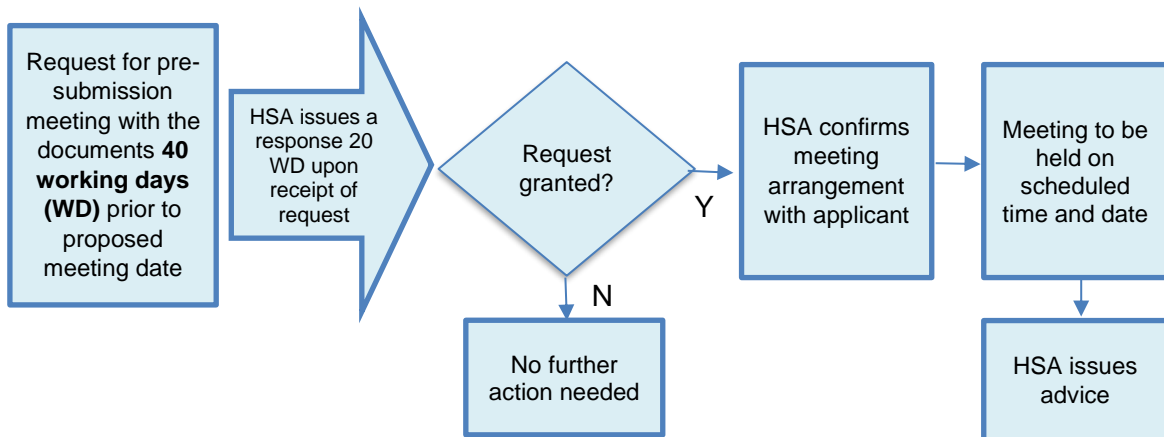 Request for pre-
submission
meeting with the
documents 40
working days
(WD) prior to
proposed
meeting date
HSA issues a
response 20
WD upon
receipt of
request
Request
granted?
Y
N
No further
action needed
HSA confirms
meeting
arrangement
with applicant
Meeting to be
held on
scheduled
time and date
HSA issues
advice